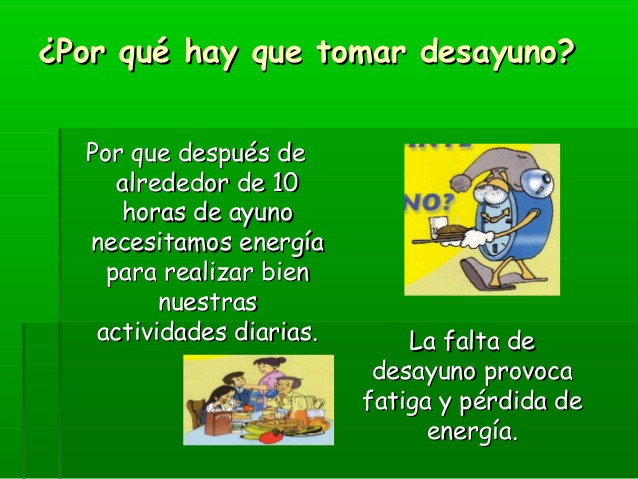 ¿Por qué hay que tomar desayuno?
Por que después de
alrededor de 10
horas de ayuno
necesitamos energía
para realizar bien
nuestras
actividades diarias.
NO?
La falta de
desayuno provoca
fatiga y pérdida de
energía.